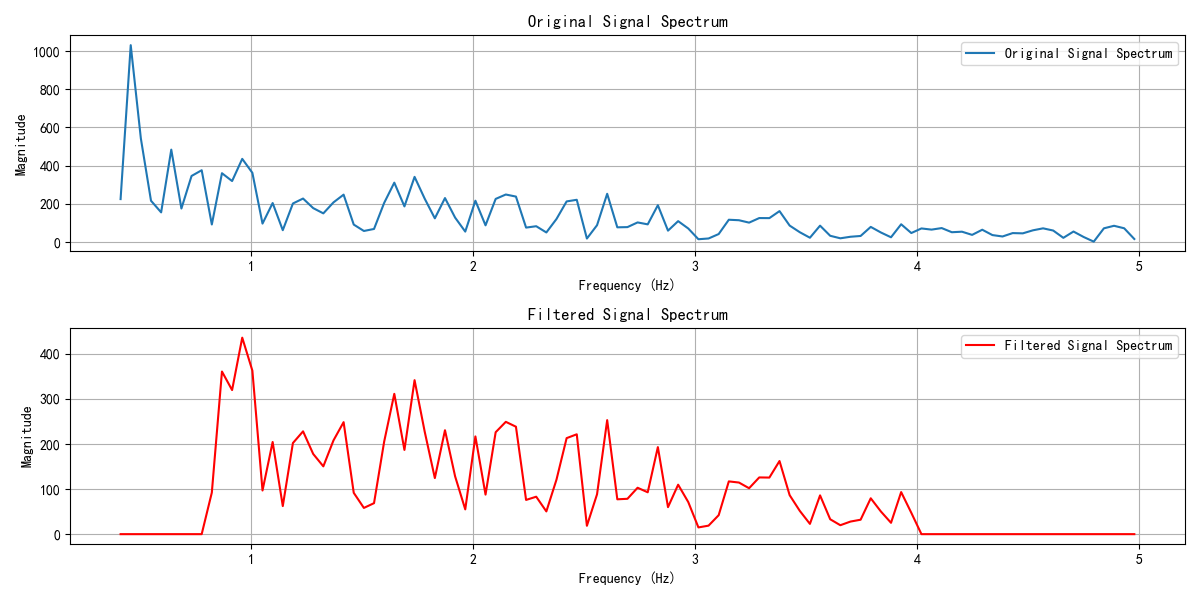 Original Signal Spectrum
Original Signal Spectrum
Magnitude
1000
800
600
400
200
0
1 2 3 4 5
Frequency (Hz)
Filtered Signal Spectrum
Filtered Signal Spectrum
Magnitude
400
300
200
100
0
1 2 3 4 5
Frequency (Hz)